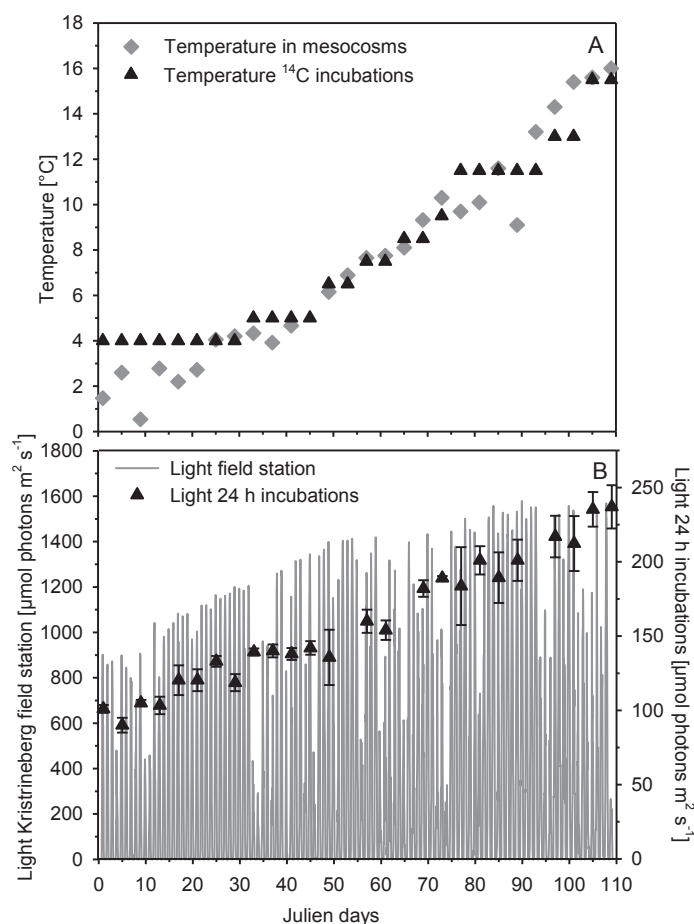 A
Temperature in mesocosms
Temperature ¹⁴C incubations
Temperature [°C]
18
16
14
12
10
8
6
4
2
0
B
Light field station
Light 24 h incubations
Light Kristrineberg field station [µmol photons m² s⁻¹]
1800
1600
1400
1200
1000
800
600
400
200
0
Light 24 h incubations [µmol photons m² s⁻¹]
250
200
150
100
50
0
0 10 20 30 40 50 60 70 80 90 100 110
Julien days